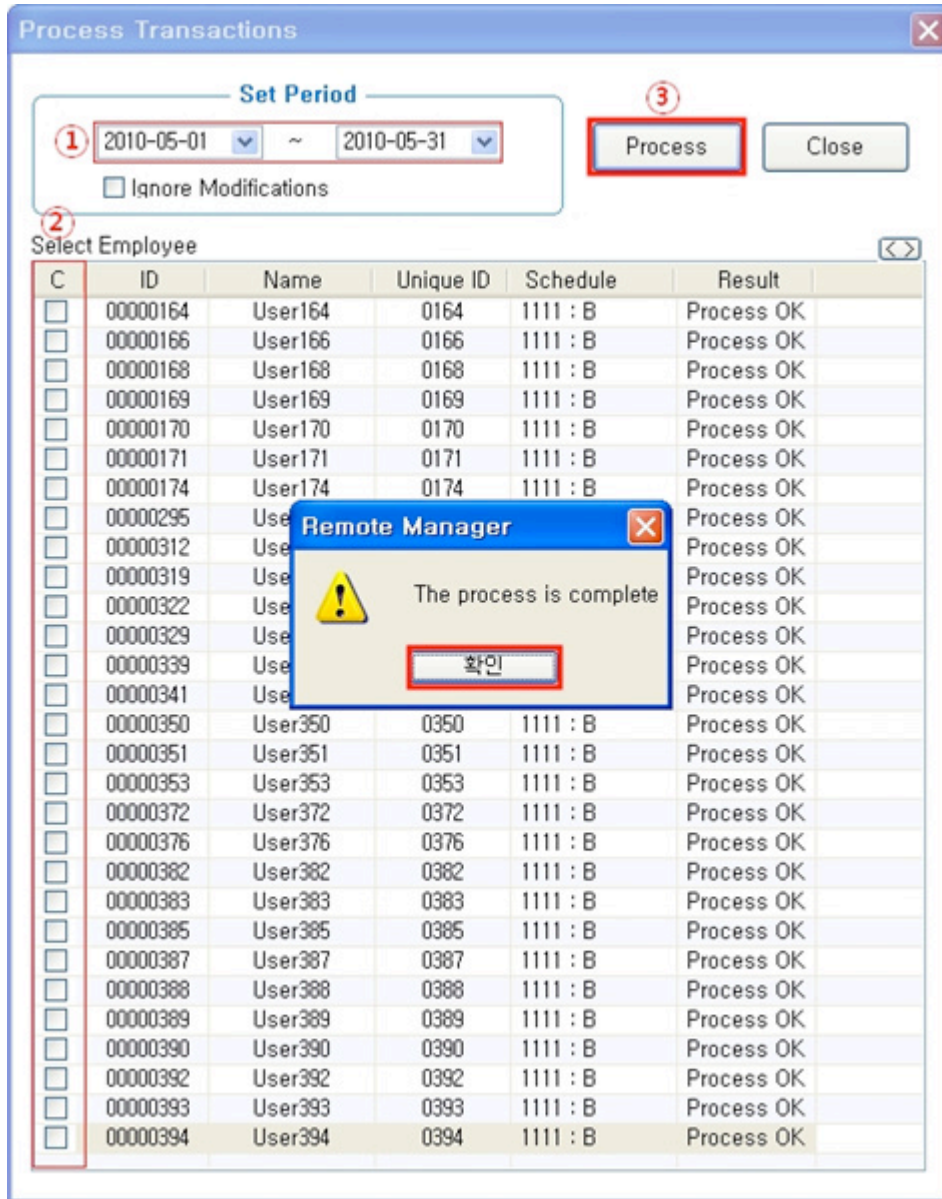 Process Transactions
Set Period
③
① 2010-05-01 ~ 2010-05-31
Process
Close
Ignore Modifications
②
Select Employee
<>
C ID Name Unique ID Schedule Result
00000164 User164 0164 1111 : B Process OK
00000166 User166 0166 1111 : B Process OK
00000168 User168 0168 1111 : B Process OK
00000169 User169 0169 1111 : B Process OK
00000170 User170 0170 1111 : B Process OK
00000171 User171 0171 1111 : B Process OK
00000174 User174 0174 1111 : B Process OK
00000295 Use Process OK
00000312 Use Process OK
00000319 Use Process OK
00000322 Use Process OK
00000329 Use Process OK
00000339 Use Process OK
00000341 Use Process OK
Remote Manager
The process is complete
확인
00000350 User350 0350 1111 : B Process OK
00000351 User351 0351 1111 : B Process OK
00000353 User353 0353 1111 : B Process OK
00000372 User372 0372 1111 : B Process OK
00000376 User376 0376 1111 : B Process OK
00000382 User382 0382 1111 : B Process OK
00000383 User383 0383 1111 : B Process OK
00000385 User385 0385 1111 : B Process OK
00000387 User387 0387 1111 : B Process OK
00000388 User388 0388 1111 : B Process OK
00000389 User389 0389 1111 : B Process OK
00000390 User390 0390 1111 : B Process OK
00000392 User392 0392 1111 : B Process OK
00000393 User393 0393 1111 : B Process OK
00000394 User394 0394 1111 : B Process OK